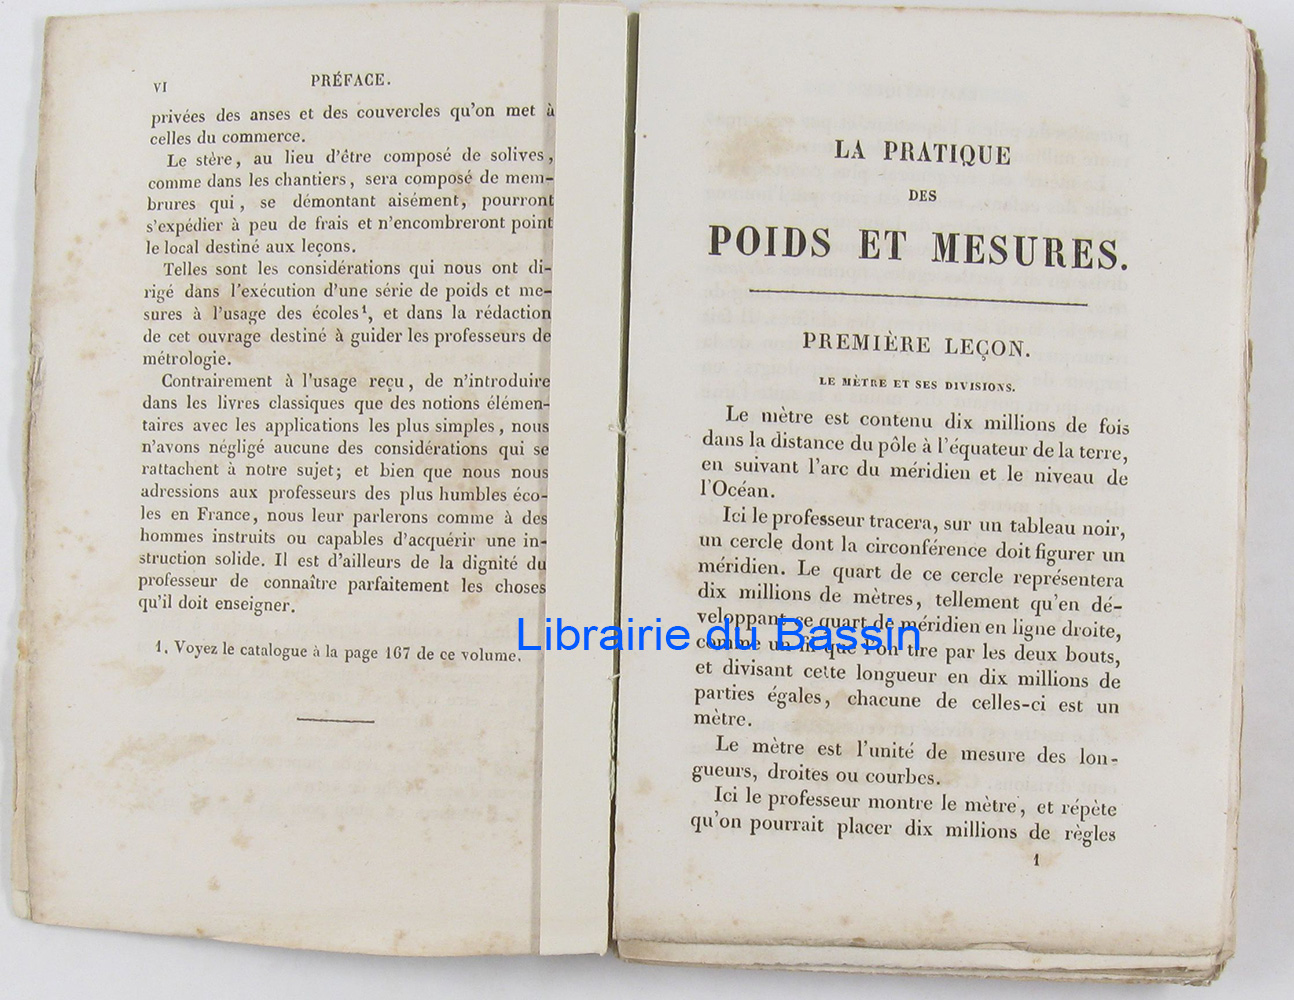 VI PRÉFACE.
privées des anses et des couvercles qu'on met à
celles du commerce.
Le stère, au lieu d'être composé de solives,
comme dans les chantiers, sera composé de mem-
brures qui, se démontant aisément, pourront
s'expédier à peu de frais et n'encombreront point
le local destiné aux leçons.
Telles sont les considérations qui nous ont di-
rigé dans l'exécution d'une série de poids et me-
sures à l'usage des écoles¹, et dans la rédaction
de cet ouvrage destiné à guider les professeurs de
métrologie.
Contrairement à l'usage reçu, de n'introduire
dans les livres classiques que des notions élémen-
taires avec les applications les plus simples, nous
n'avons négligé aucune des considérations qui se
rattachent à notre sujet; et bien que nous nous
adressions aux professeurs des plus humbles éco-
les en France, nous leur parlerons comme à des
hommes instruits ou capables d'acquérir une in-
struction solide. Il est d'ailleurs de la dignité du
professeur de connaître parfaitement les choses
qu'il doit enseigner.
1. Voyez le catalogue à la page 167 de ce volume.
LA PRATIQUE
DES
POIDS ET MESURES.
PREMIÈRE LEÇON.
LE MÈTRE ET SES DIVISIONS.
Le mètre est contenu dix millions de fois
dans la distance du pôle à l'équateur de la terre,
en suivant l'arc du méridien et le niveau de
l'Océan.
Ici le professeur tracera, sur un tableau noir,
un cercle dont la circonférence doit figurer un
méridien. Le quart de ce cercle représentera
dix millions de mètres, tellement qu'en dé-
veloppant ce quart de méridien en ligne droite,
comme un fil que l'on tire par les deux bouts,
et divisant cette longueur en dix millions de
parties égales, chacune de celles-ci est un
mètre.
Le mètre est l'unité de mesure des lon-
gueurs, droites ou courbes.
Ici le professeur montre le mètre, et répète
qu'on pourrait placer dix millions de règles
1
Librairie du Bassin